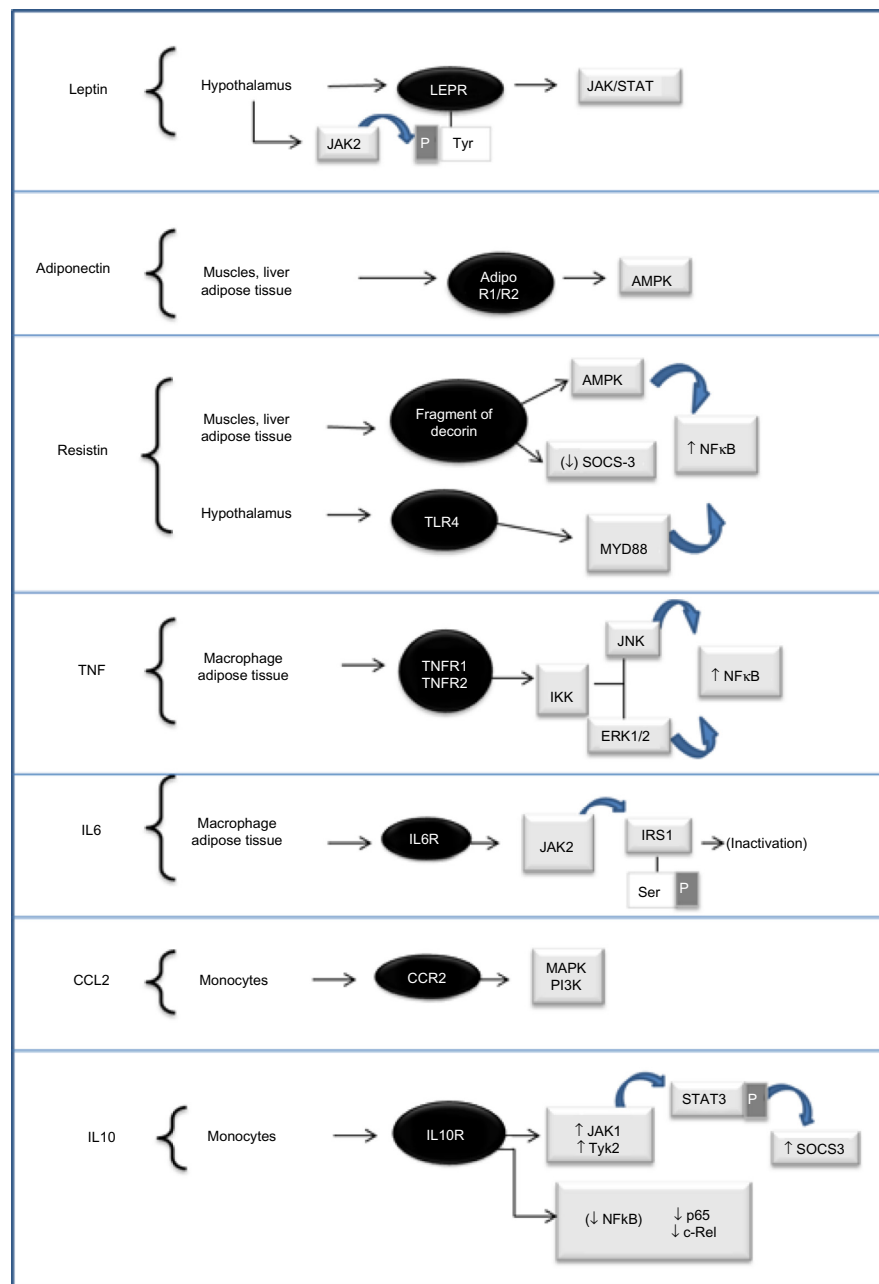 Leptin
Hypothalamus
LEPR
JAK/STAT
JAK2
P
Tyr
Adiponectin
Muscles, liver
adipose tissue
Adipo
R1/R2
AMPK
Resistin
Muscles, liver
adipose tissue
Fragment of
decorin
AMPK
(↓) SOCS-3
↑ NFκB
Hypothalamus
TLR4
MYD88
TNF
Macrophage
adipose tissue
TNFR1
TNFR2
IKK
JNK
ERK1/2
↑ NFκB
IL6
Macrophage
adipose tissue
IL6R
JAK2
IRS1
(Inactivation)
Ser
P
CCL2
Monocytes
CCR2
MAPK
PI3K
IL10
Monocytes
IL10R
↑ JAK1
↑ Tyk2
STAT3
P
↑ SOCS3
(↓ NFkB)
↓ p65
↓ c-Rel